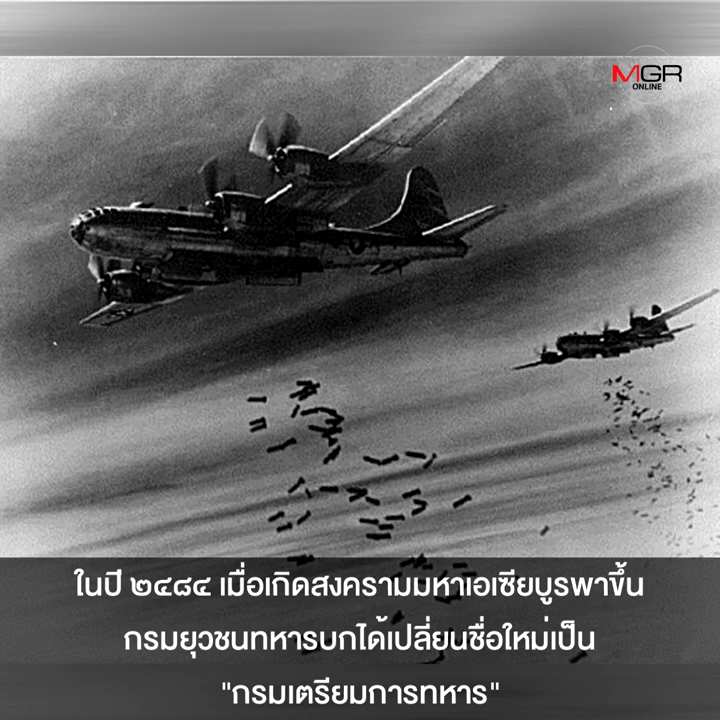 MGR
ONLINE
ในปี ๒๔๘๔ เมื่อเกิดสงครามมหาเอเซียบูรพาขึ้น
กรมยุวชนทหารบกได้เปลี่ยนชื่อใหม่เป็น
"กรมเตรียมการทหาร"